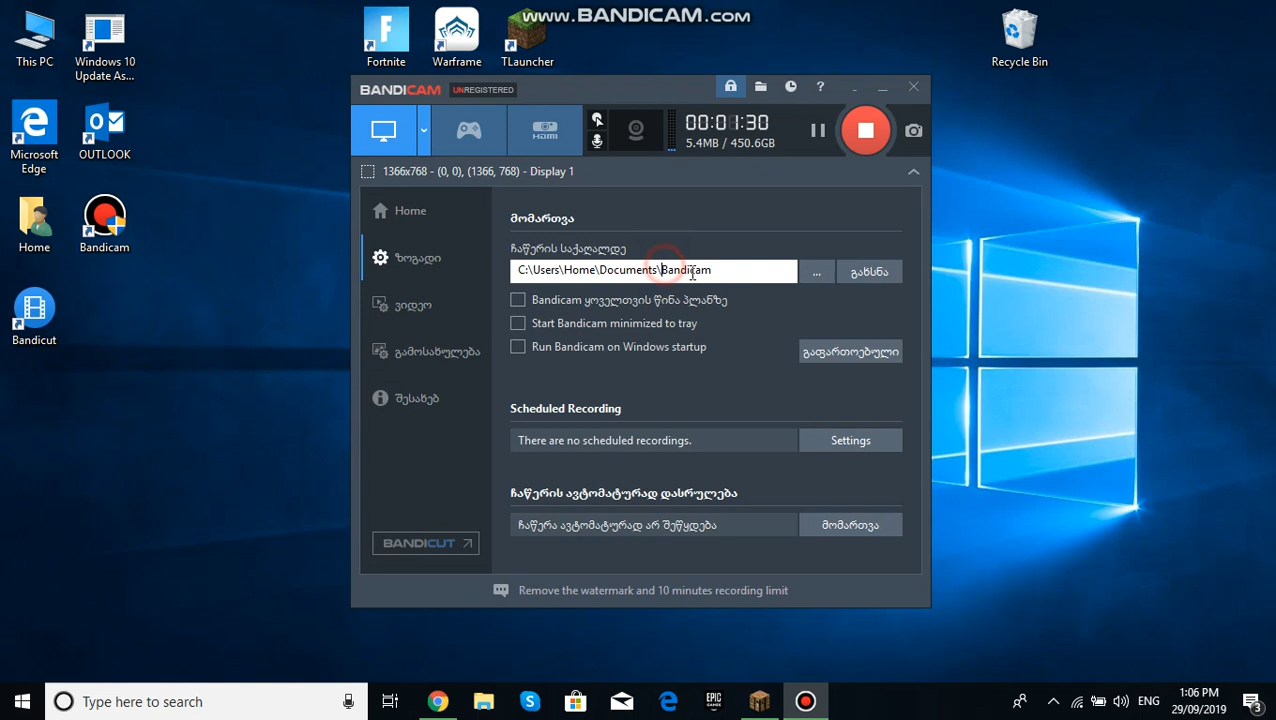 www.BANDICAM.com
This PC
Windows 10 Update As...
Fortnite
Warframe
TLauncher
Recycle Bin
Microsoft Edge
OUTLOOK
Home
Bandicam
Bandicut
BANDICAM UNREGISTERED
?
HDMI
00:01:30
5.4MB / 450.6GB
1366x768 - (0, 0), (1366, 768) - Display 1
Home
ზოგადი
ვიდეო
გამოსახულება
შესახებ
BANDICUT
მომართვა
ჩაწერის საქაღალდე
C:\Users\Home\Documents\Bandicam
...
გახსნა
Bandicam ყოველთვის წინა პლანზე
Start Bandicam minimized to tray
Run Bandicam on Windows startup
გაფართოებული
Scheduled Recording
There are no scheduled recordings.
Settings
ჩაწერის ავტომატურად დასრულება
ჩაწერა ავტომატურად არ შეწყდება
მომართვა
Remove the watermark and 10 minutes recording limit
Type here to search
EPIC GAMES
ENG
1:06 PM
29/09/2019
3